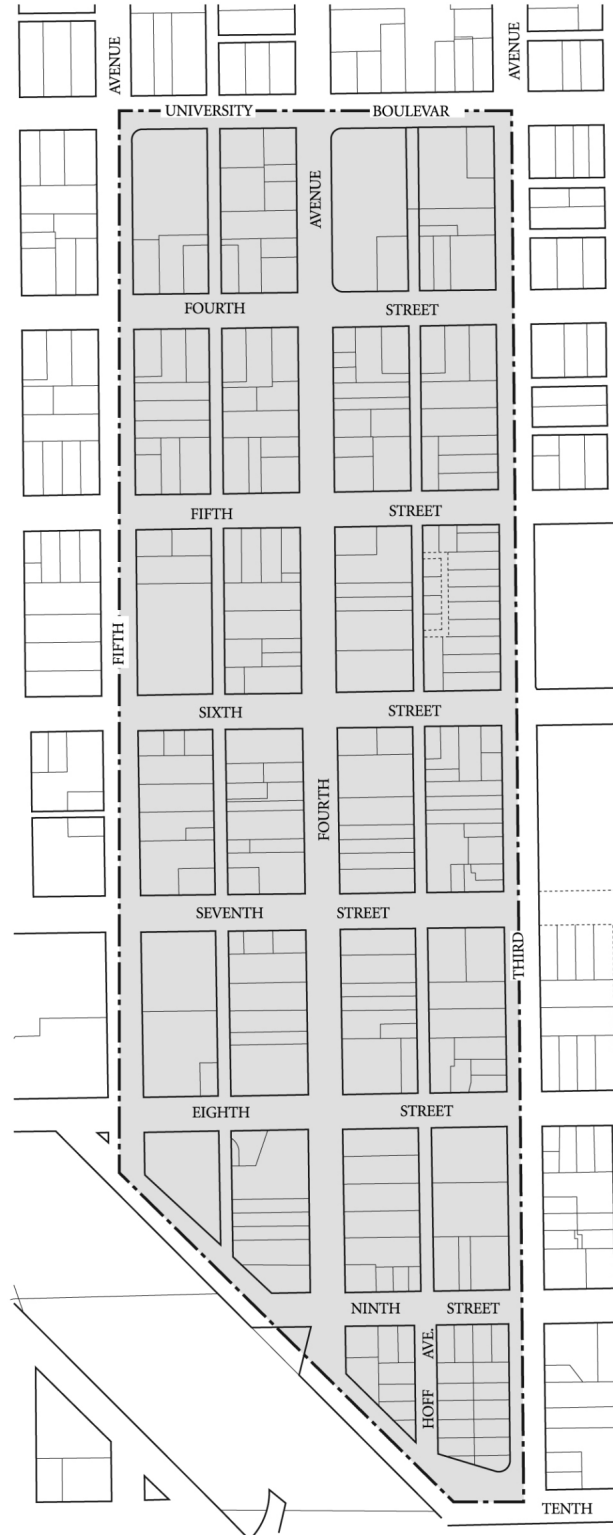 AVENUE
AVENUE
UNIVERSITY BOULEVAR
AVENUE
FOURTH STREET
FIFTH STREET
FIFTH
SIXTH STREET
FOURTH
SEVENTH STREET
THIRD
EIGHTH STREET
NINTH STREET
HOFF AVE.
TENTH